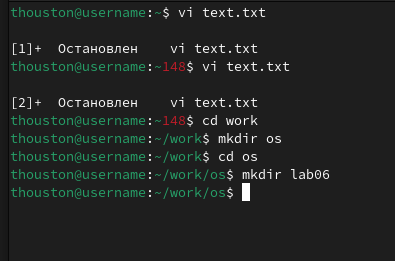 thouston@username:~$ vi text.txt
[1]+  Остановлен    vi text.txt
thouston@username:~148$ vi text.txt
[2]+  Остановлен    vi text.txt
thouston@username:~148$ cd work
thouston@username:~/work$ mkdir os
thouston@username:~/work$ cd os
thouston@username:~/work/os$ mkdir lab06
thouston@username:~/work/os$